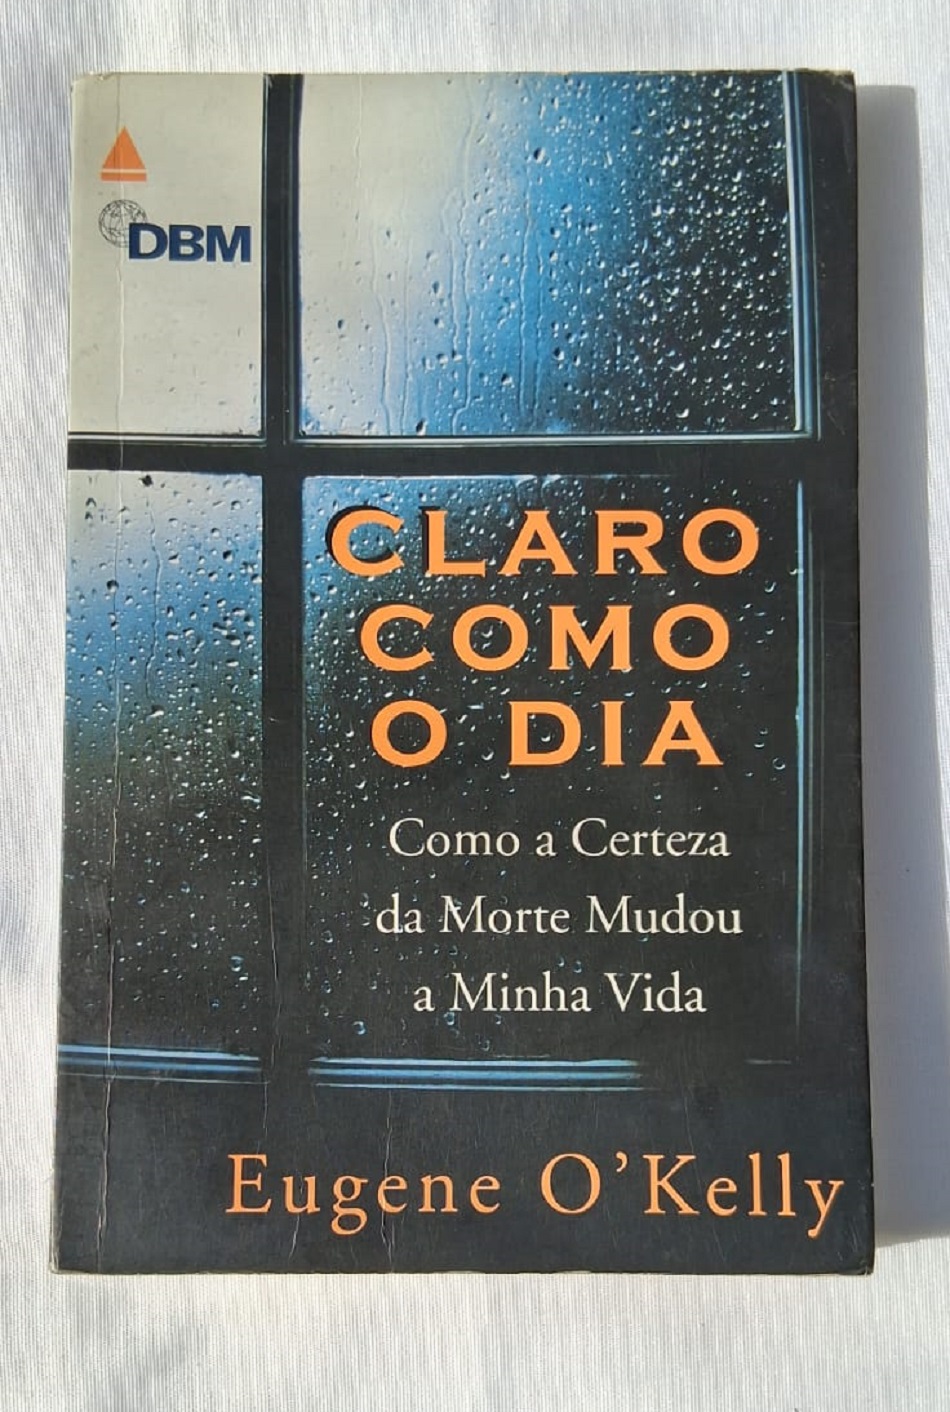 DBM
CLARO
COMO
O DIA
Como a Certeza
da Morte Mudou
a Minha Vida
Eugene O'Kelly